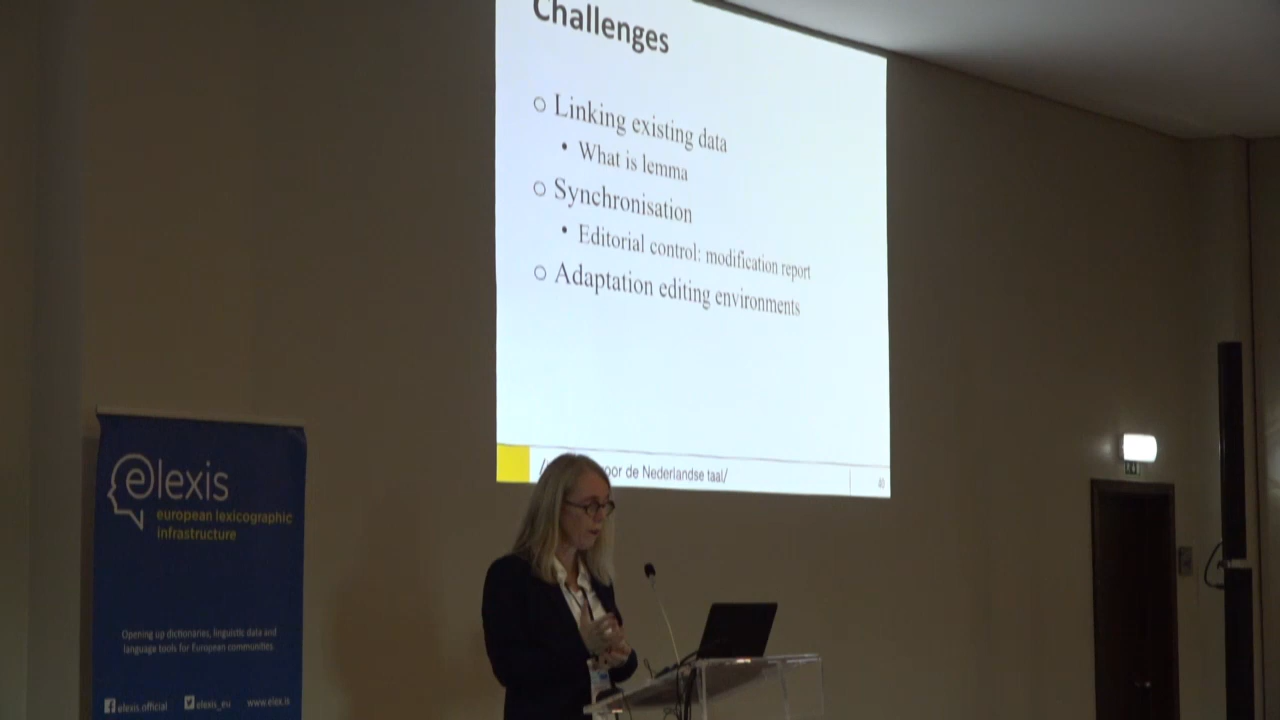 Challenges
○ Linking existing data
• What is lemma
○ Synchronisation
• Editorial control: modification report
○ Adaptation editing environments
voor de Nederlandse taal/
40
elexis
european lexicographic
infrastructure
Opening up dictionaries, linguistic data and
language tools for European communities.
elexis.official
elexis_eu
www.elex.is